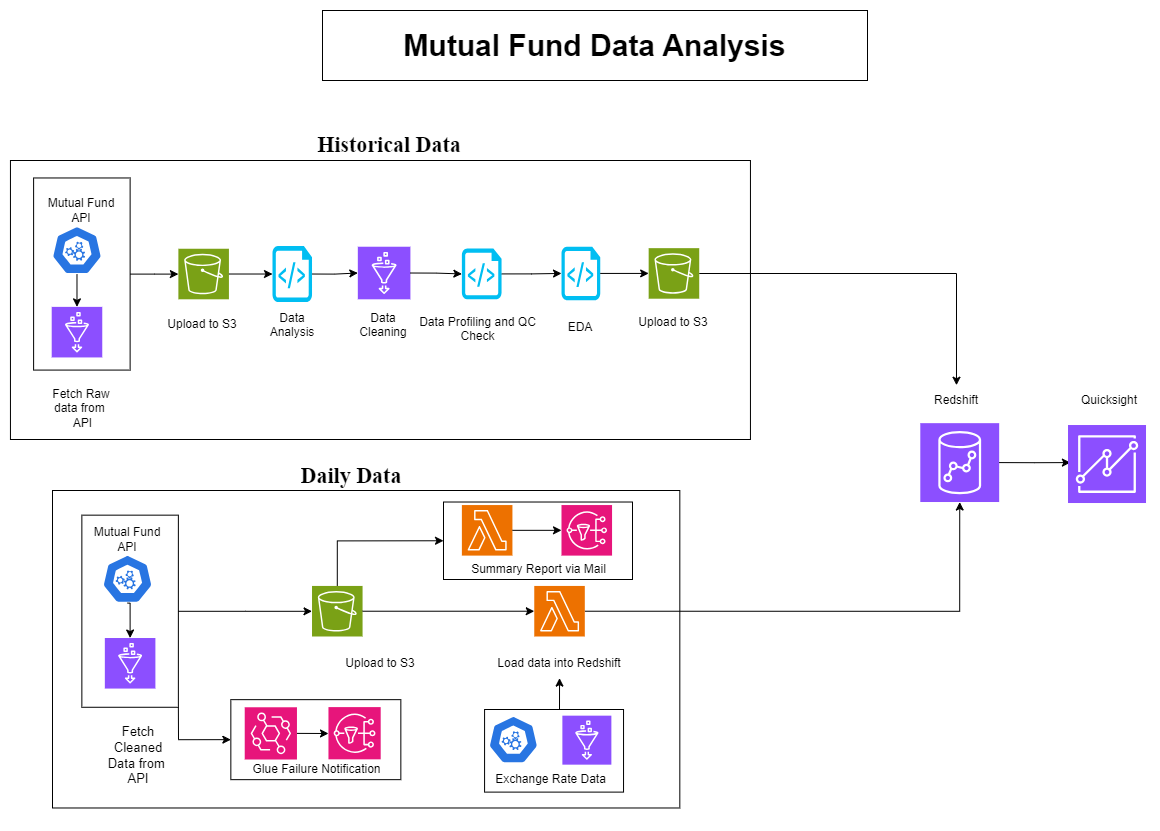 Mutual Fund Data Analysis
Historical Data
Mutual Fund
API
Fetch Raw
data from
API
Upload to S3
Data
Analysis
Data
Cleaning
Data Profiling and QC
Check
EDA
Upload to S3
Redshift
Quicksight
Daily Data
Mutual Fund
API
Fetch
Cleaned
Data from
API
Summary Report via Mail
Upload to S3
Load data into Redshift
Glue Failure Notification
Exchange Rate Data